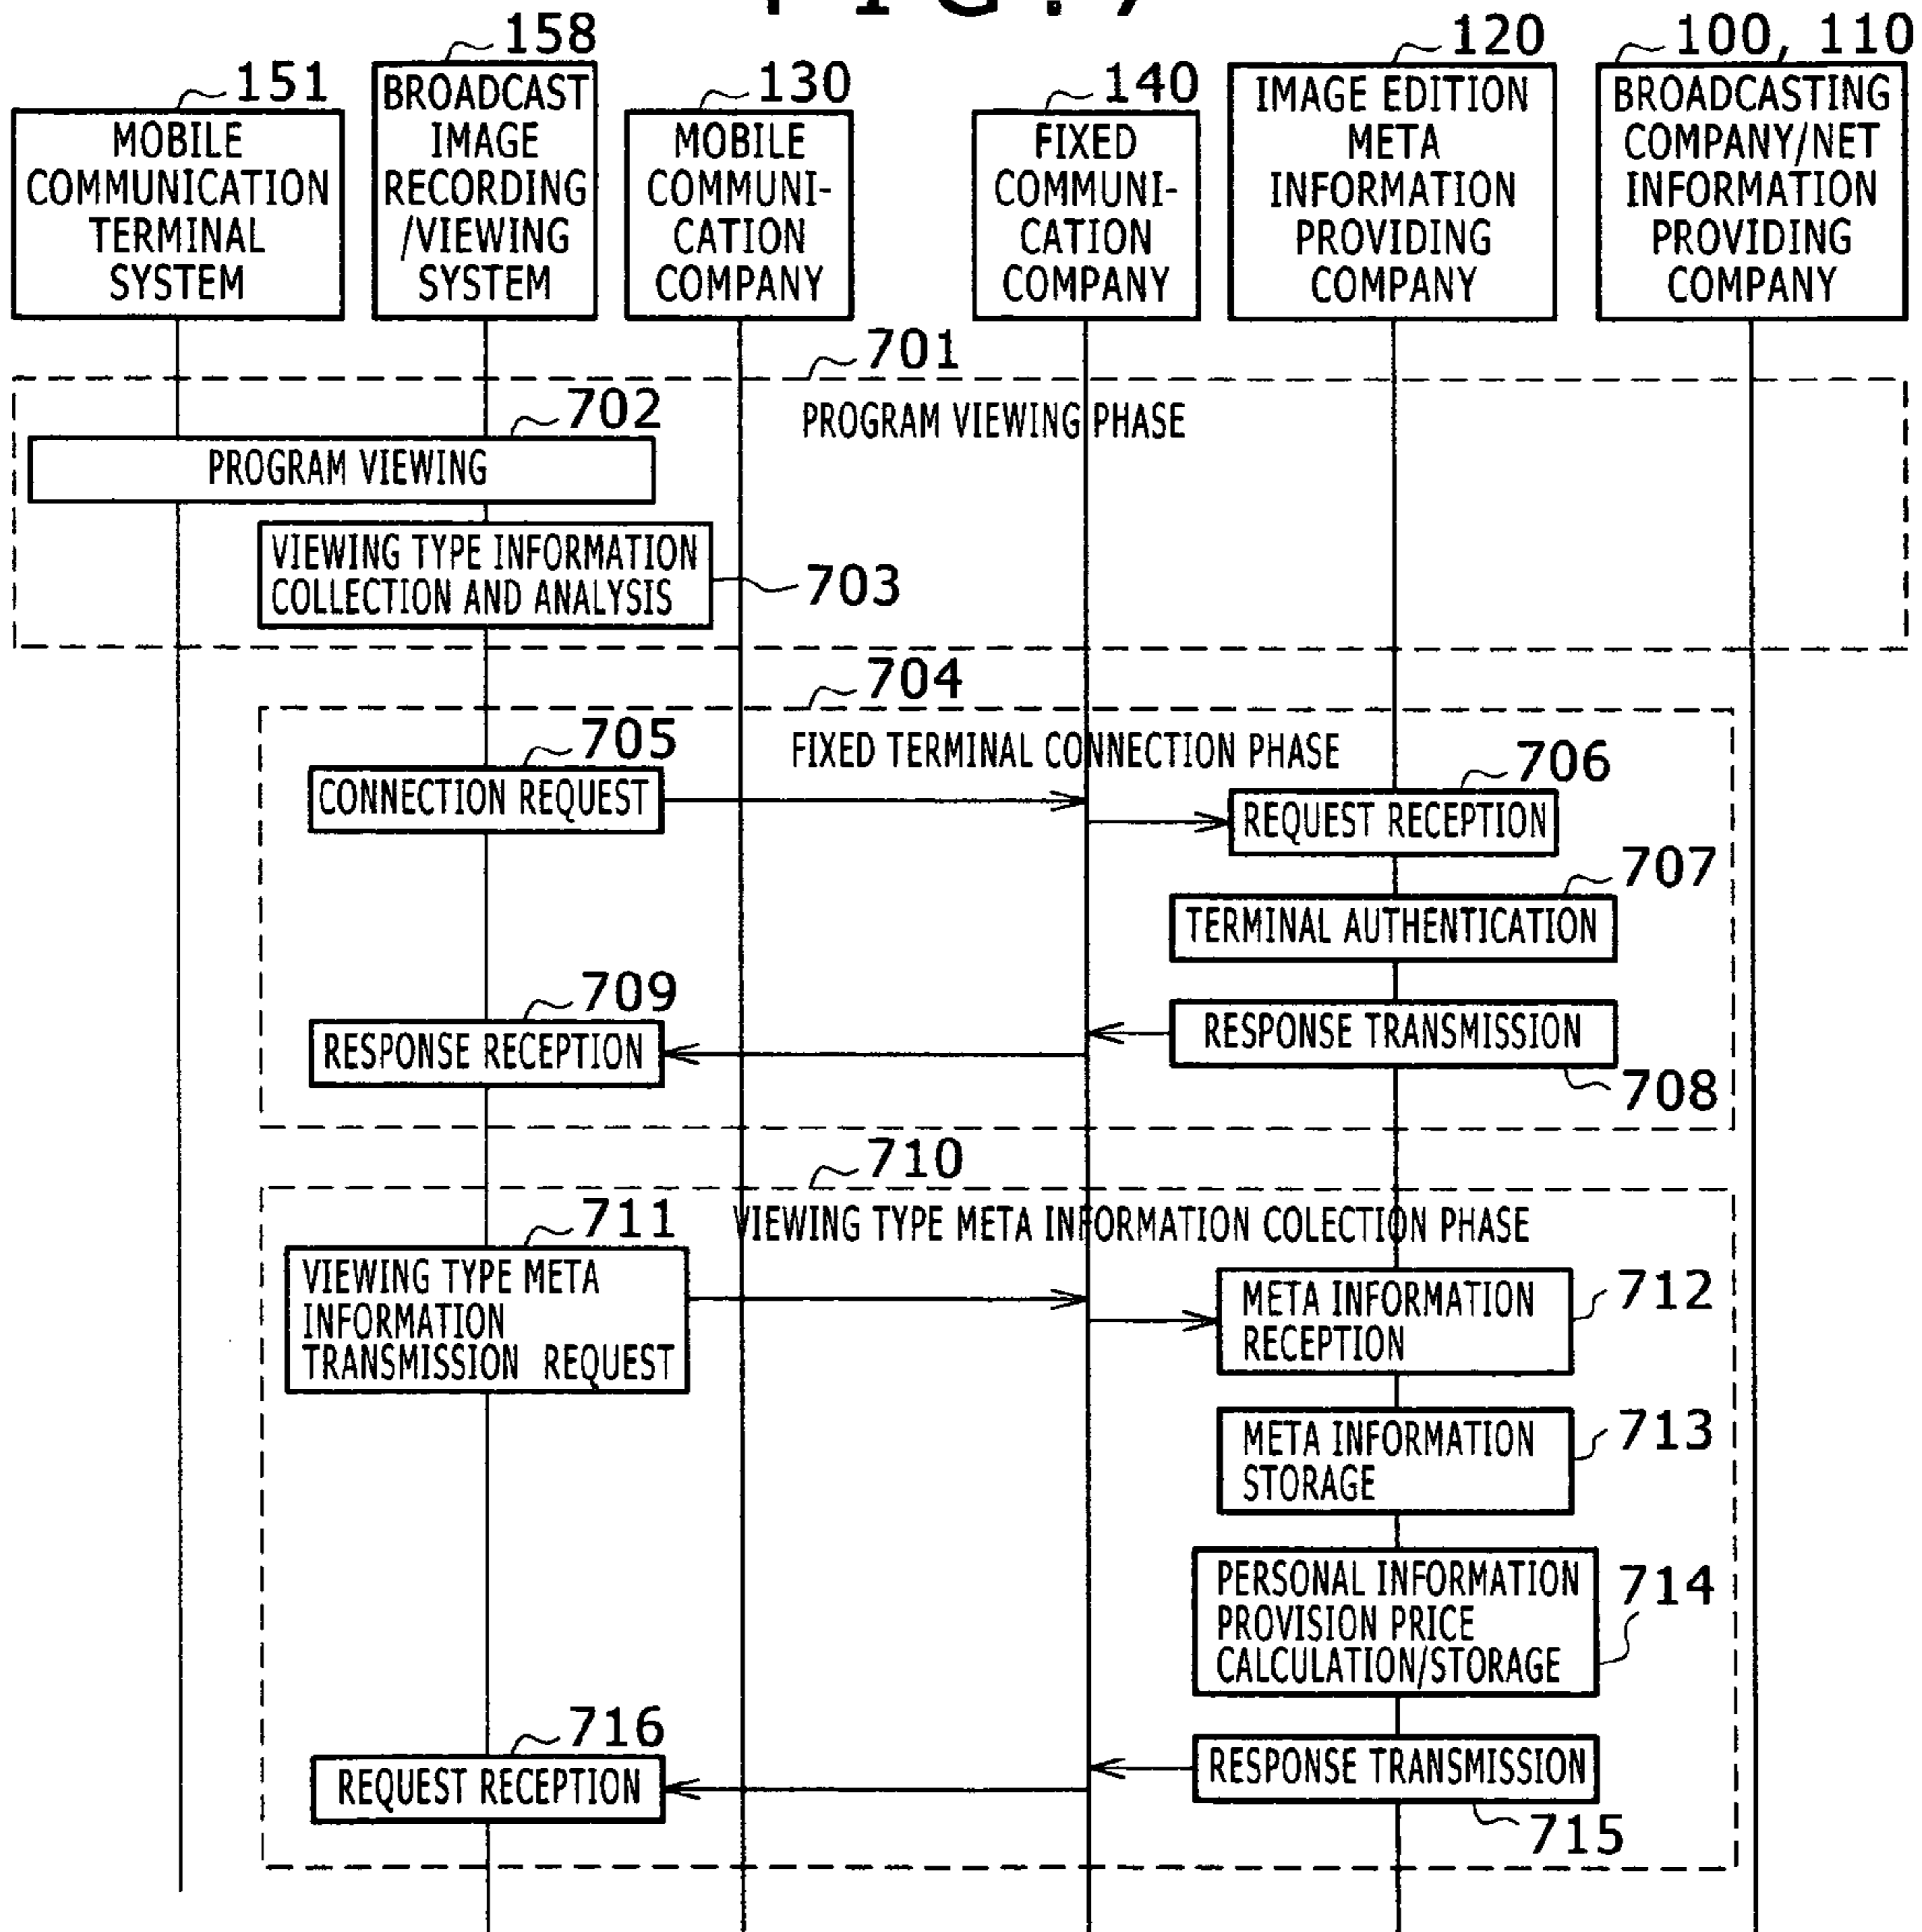 FIG. 7
158
120
100, 110
151
130
140
MOBILE
COMMUNICATION
TERMINAL
SYSTEM
BROADCAST
IMAGE
RECORDING
/VIEWING
SYSTEM
MOBILE
COMMUNI-
CATION
COMPANY
FIXED
COMMUNI-
CATION
COMPANY
IMAGE EDITION
META
INFORMATION
PROVIDING
COMPANY
BROADCASTING
COMPANY/NET
INFORMATION
PROVIDING
COMPANY
701
PROGRAM VIEWING PHASE
702
PROGRAM VIEWING
VIEWING TYPE INFORMATION
COLLECTION AND ANALYSIS
703
704
FIXED TERMINAL CONNECTION PHASE
705
CONNECTION REQUEST
706
REQUEST RECEPTION
707
TERMINAL AUTHENTICATION
709
RESPONSE RECEPTION
RESPONSE TRANSMISSION
708
710
VIEWING TYPE META INFORMATION COLECTION PHASE
711
VIEWING TYPE META
INFORMATION
TRANSMISSION REQUEST
META INFORMATION
RECEPTION
712
META INFORMATION
STORAGE
713
PERSONAL INFORMATION
PROVISION PRICE
CALCULATION/STORAGE
714
716
REQUEST RECEPTION
RESPONSE TRANSMISSION
715